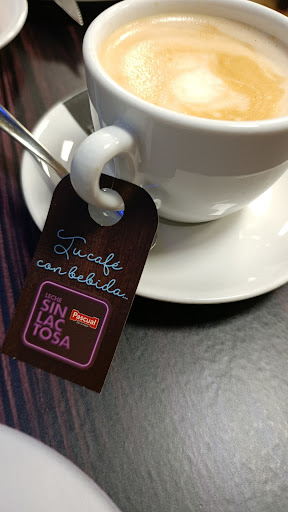 Tu café
con bebida...
LECHE
SIN
LAC
TOSA
Pascual